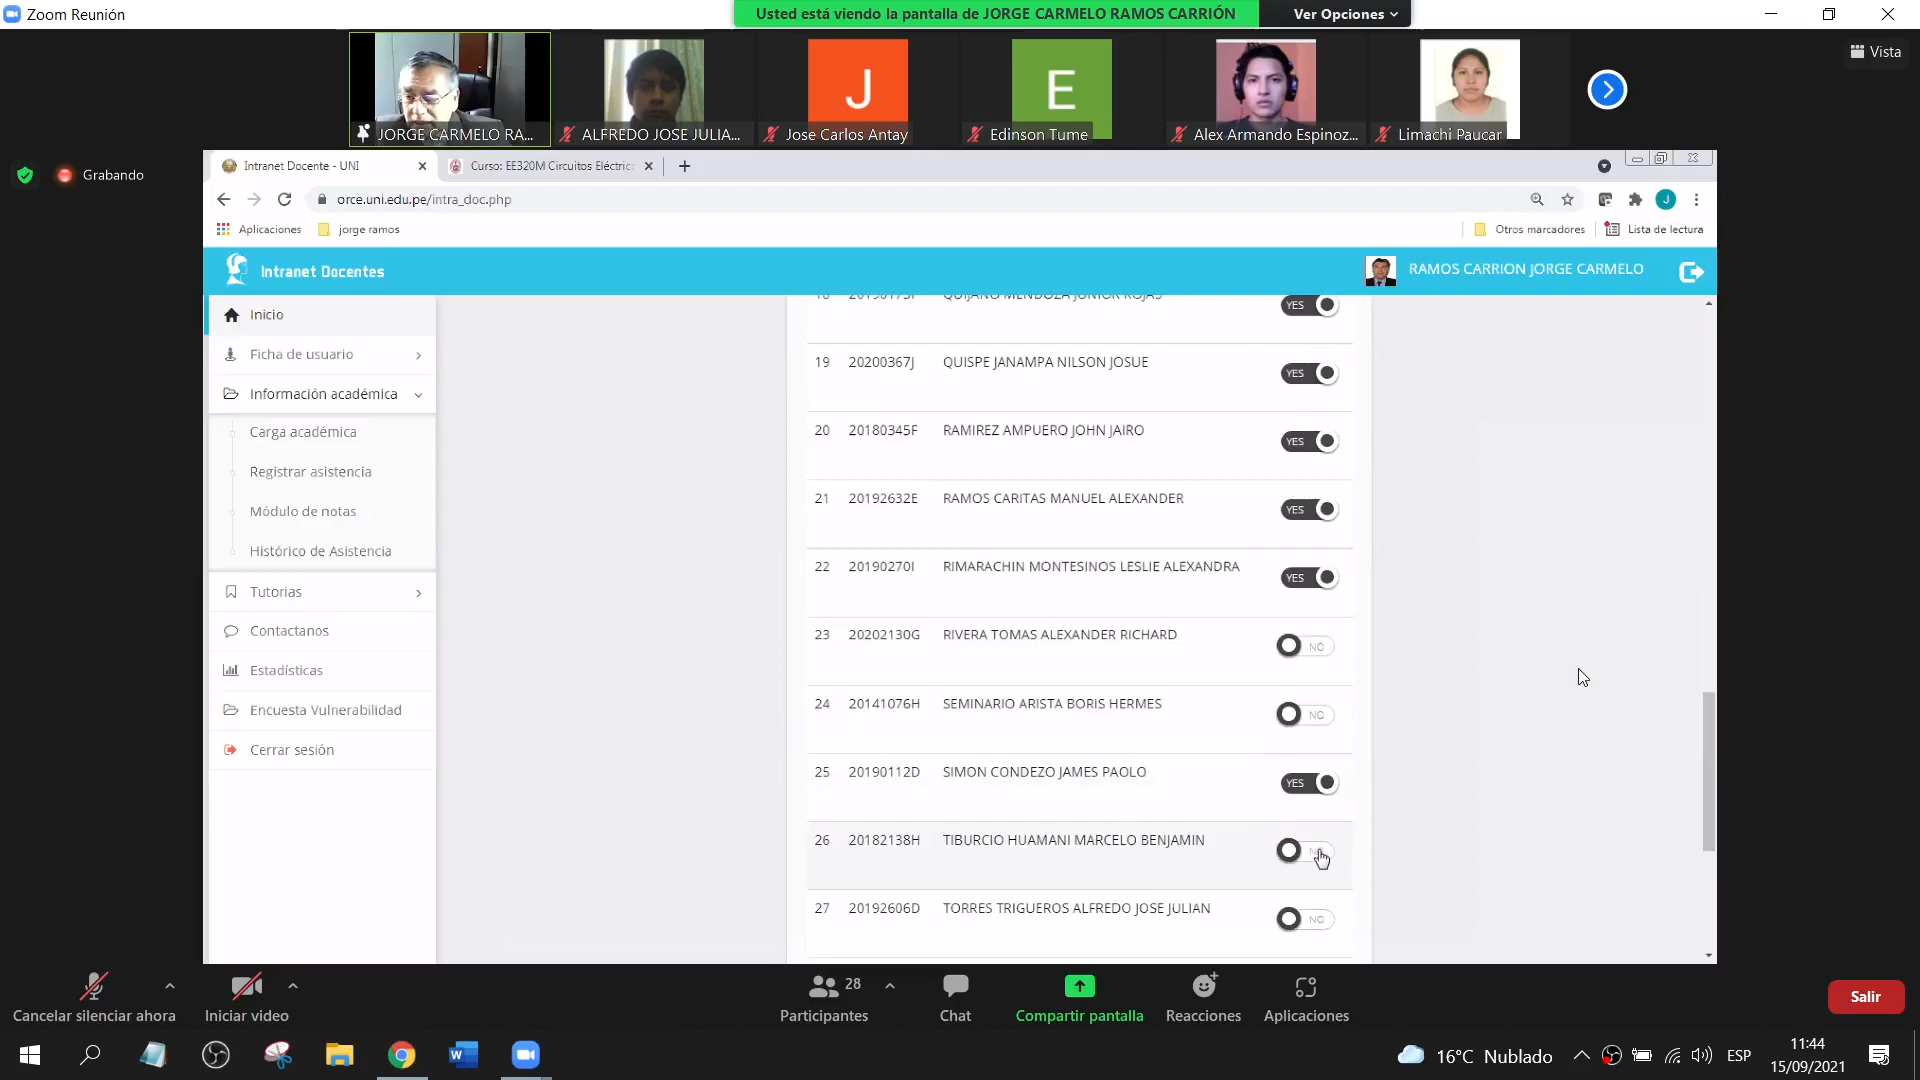 Zoom Reunión
Usted está viendo la pantalla de JORGE CARMELO RAMOS CARRIÓN
Ver Opciones
Vista
J
E
JORGE CARMELO RA...
ALFREDO JOSE JULIA...
Jose Carlos Antay
Edinson Tume
Alex Armando Espinoz...
Limachi Paucar
Grabando
Intranet Docente - UNI
Curso: EE320M Circuitos Eléctric
orce.uni.edu.pe/intra_doc.php
J
Aplicaciones
jorge ramos
Otros marcadores
Lista de lectura
Intranet Docentes
RAMOS CARRION JORGE CARMELO
Inicio
Ficha de usuario
Información académica
Carga académica
Registrar asistencia
Módulo de notas
Histórico de Asistencia
Tutorias
Contactanos
Estadísticas
Encuesta Vulnerabilidad
Cerrar sesión
18 QUIJANO MENDOZA JUNIOR ROJAS YES
19 20200367J QUISPE JANAMPA NILSON JOSUE YES
20 20180345F RAMIREZ AMPUERO JOHN JAIRO YES
21 20192632E RAMOS CARITAS MANUEL ALEXANDER YES
22 20190270I RIMARACHIN MONTESINOS LESLIE ALEXANDRA YES
23 20202130G RIVERA TOMAS ALEXANDER RICHARD NO
24 20141076H SEMINARIO ARISTA BORIS HERMES NO
25 20190112D SIMON CONDEZO JAMES PAOLO YES
26 20182138H TIBURCIO HUAMANI MARCELO BENJAMIN NO
27 20192606D TORRES TRIGUEROS ALFREDO JOSE JULIAN NO
Cancelar silenciar ahora
Iniciar video
28
Participantes
Chat
Compartir pantalla
Reacciones
Aplicaciones
Salir
16°C Nublado
ESP
11:44
15/09/2021